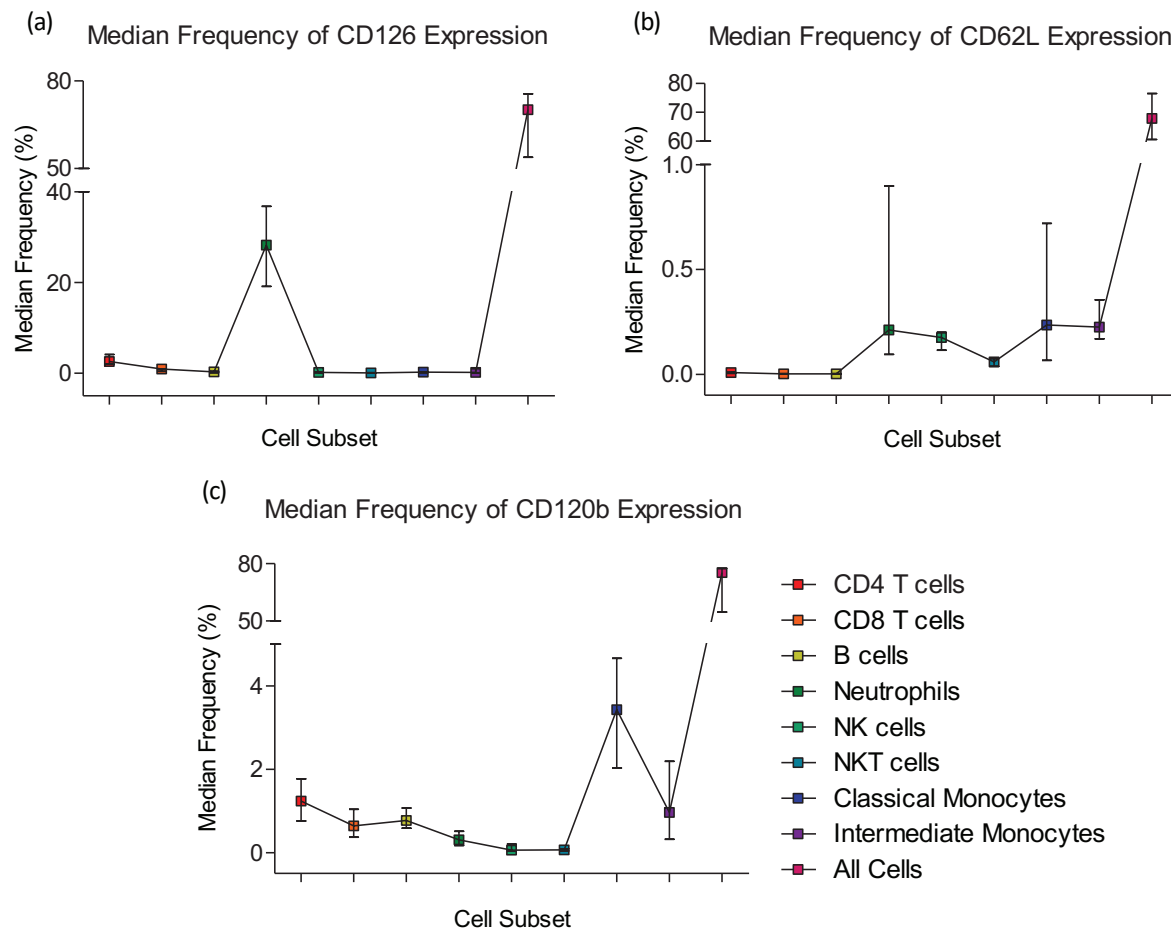 (a)
Median Frequency of CD126 Expression
Median Frequency (%)
80
50
40
20
0
Cell Subset
(b)
Median Frequency of CD62L Expression
Median Frequency (%)
80
70
60
1.0
0.5
0.0
Cell Subset
(c)
Median Frequency of CD120b Expression
Median Frequency (%)
80
50
4
2
0
Cell Subset
CD4 T cells
CD8 T cells
B cells
Neutrophils
NK cells
NKT cells
Classical Monocytes
Intermediate Monocytes
All Cells